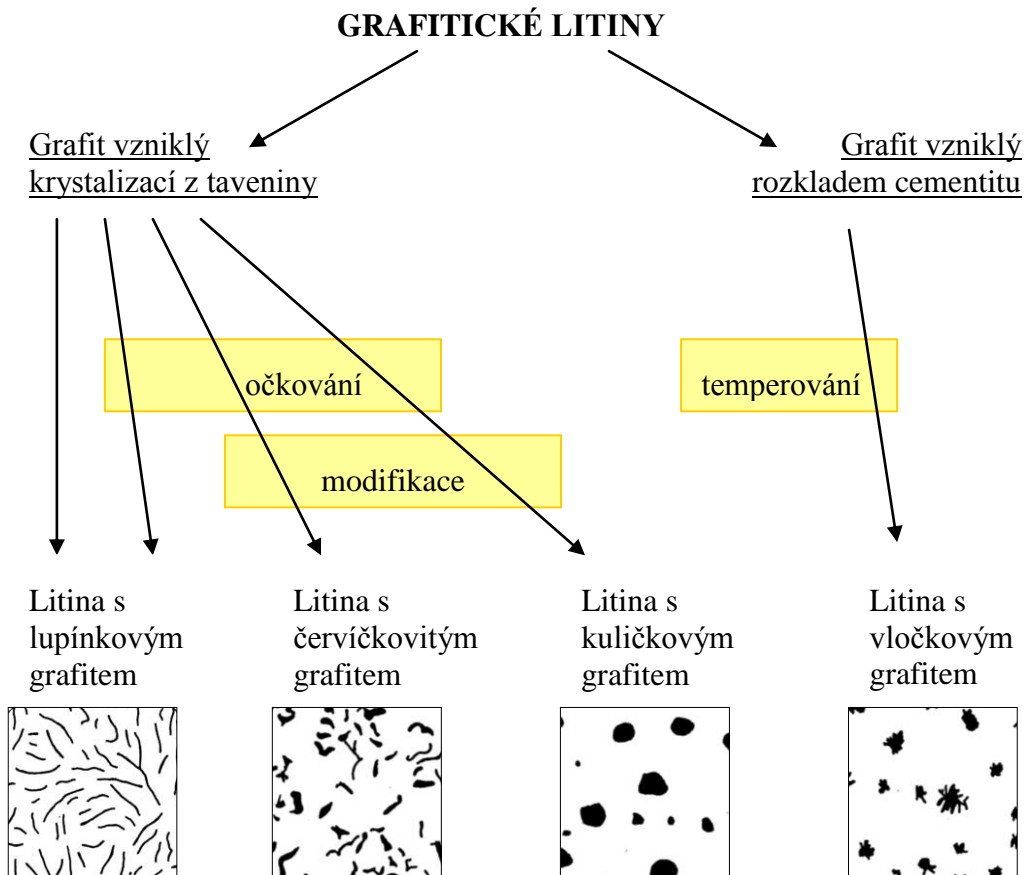 GRAFITICKÉ LITINY
Grafit vzniklý
krystalizací z taveniny
Grafit vzniklý
rozkladem cementitu
očkování
temperování
modifikace
Litina s
lupínkovým
grafitem
Litina s
červíčkovitým
grafitem
Litina s
kuličkovým
grafitem
Litina s
vločkovým
grafitem